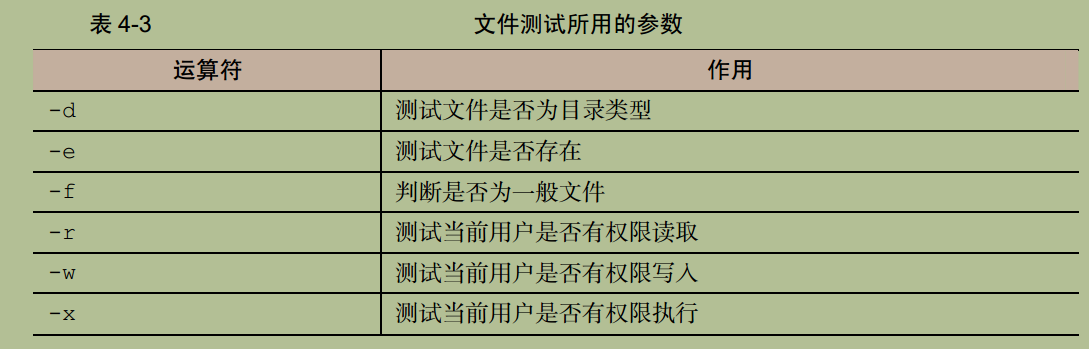 表 4-3 文件测试所用的参数
运算符 作用
-d 测试文件是否为目录类型
-e 测试文件是否存在
-f 判断是否为一般文件
-r 测试当前用户是否有权限读取
-w 测试当前用户是否有权限写入
-x 测试当前用户是否有权限执行